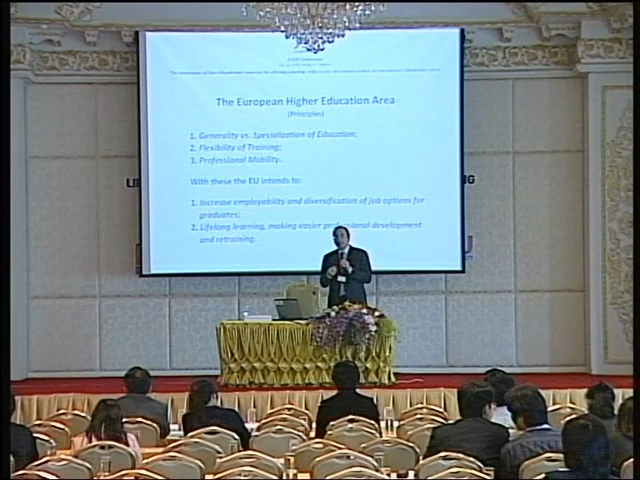 The European Higher Education Area
(Principles)
1. Generality vs. Specialization of Education;
2. Flexibility of Training;
3. Professional Mobility.
With these the EU intends to:
1. Increase employability and diversification of job options for
graduates;
2. Lifelong learning, making easier professional development
and retraining.